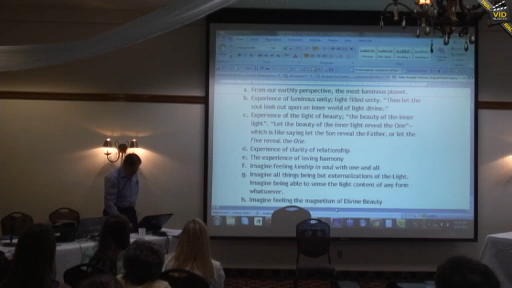 VID
a. From our earthly perspective, the most luminous planet.
b. Experience of luminous unity; light filled unity. "Thou let the
soul look out upon an inner world of light divine."
c. Experience of the light of beauty; "the beauty of the inner
light". "Let the beauty of the inner light reveal the One"–
which is like saying let the Son reveal the Father, or let the
Five reveal the One.
d. Experience of clarity of relationship
e. The experience of loving harmony
f. Imagine feeling kinship in soul with one and all
g. Imagine all things being but externalizations of the Light.
Imagine being able to sense the light content of any form
whatsoever.
h. Imagine feeling the magnetism of Divine Beauty